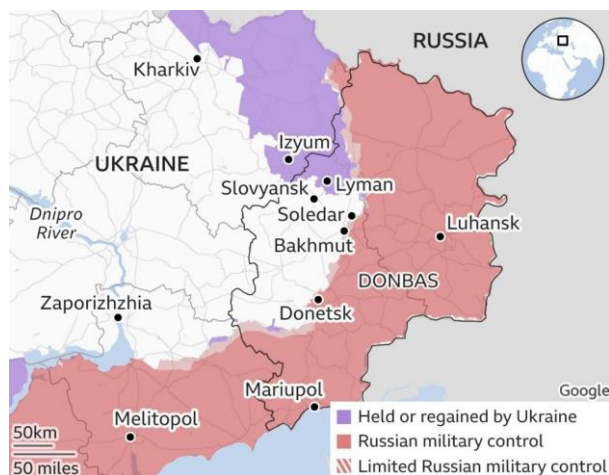 RUSSIA
Kharkiv
Izyum
UKRAINE
Slovyansk
Lyman
Dnipro
River
Soledar
Bakhmut
Luhansk
DONBAS
Zaporizhzhia
Donetsk
Mariupol
Google
Melitopol
50km
50 miles
Held or regained by Ukraine
Russian military control
Limited Russian military control